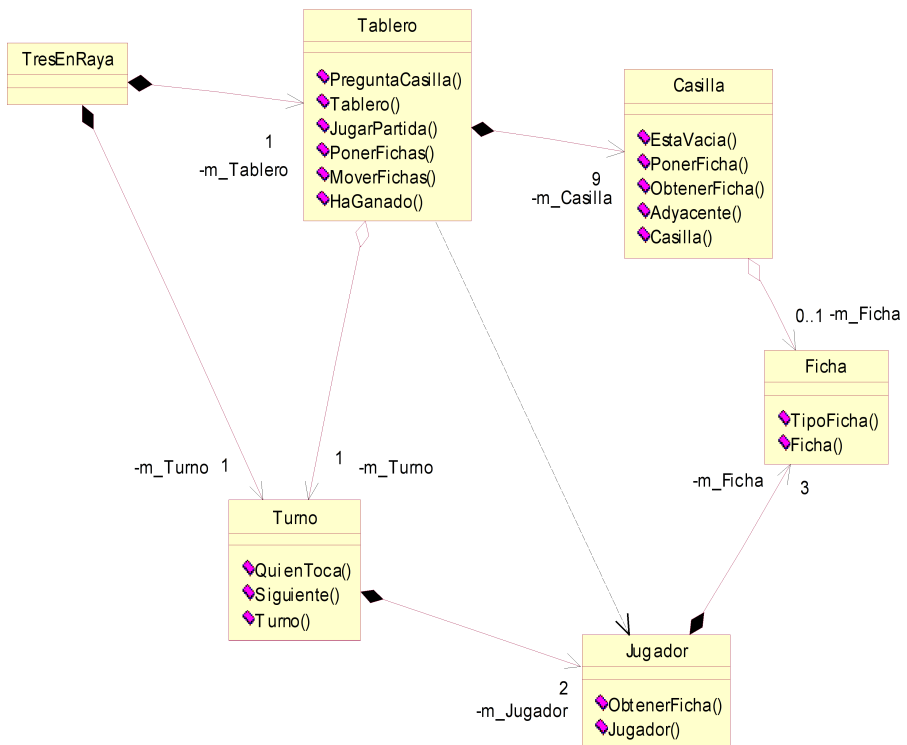 TresEnRaya
Tablero
PreguntaCasilla()
Tablero()
JugarPartida()
PonerFichas()
MoverFichas()
HaGanado()
1
-m_Tablero
Casilla
EstaVacia()
PonerFicha()
ObtenerFicha()
Adyacente()
Casilla()
9
-m_Casilla
0..1 -m_Ficha
Ficha
TipoFicha()
Ficha()
-m_Ficha
3
-m_Turno 1
1 -m_Turno
Turno
QuienToca()
Siguiente()
Turno()
2
-m_Jugador
Jugador
ObtenerFicha()
Jugador()